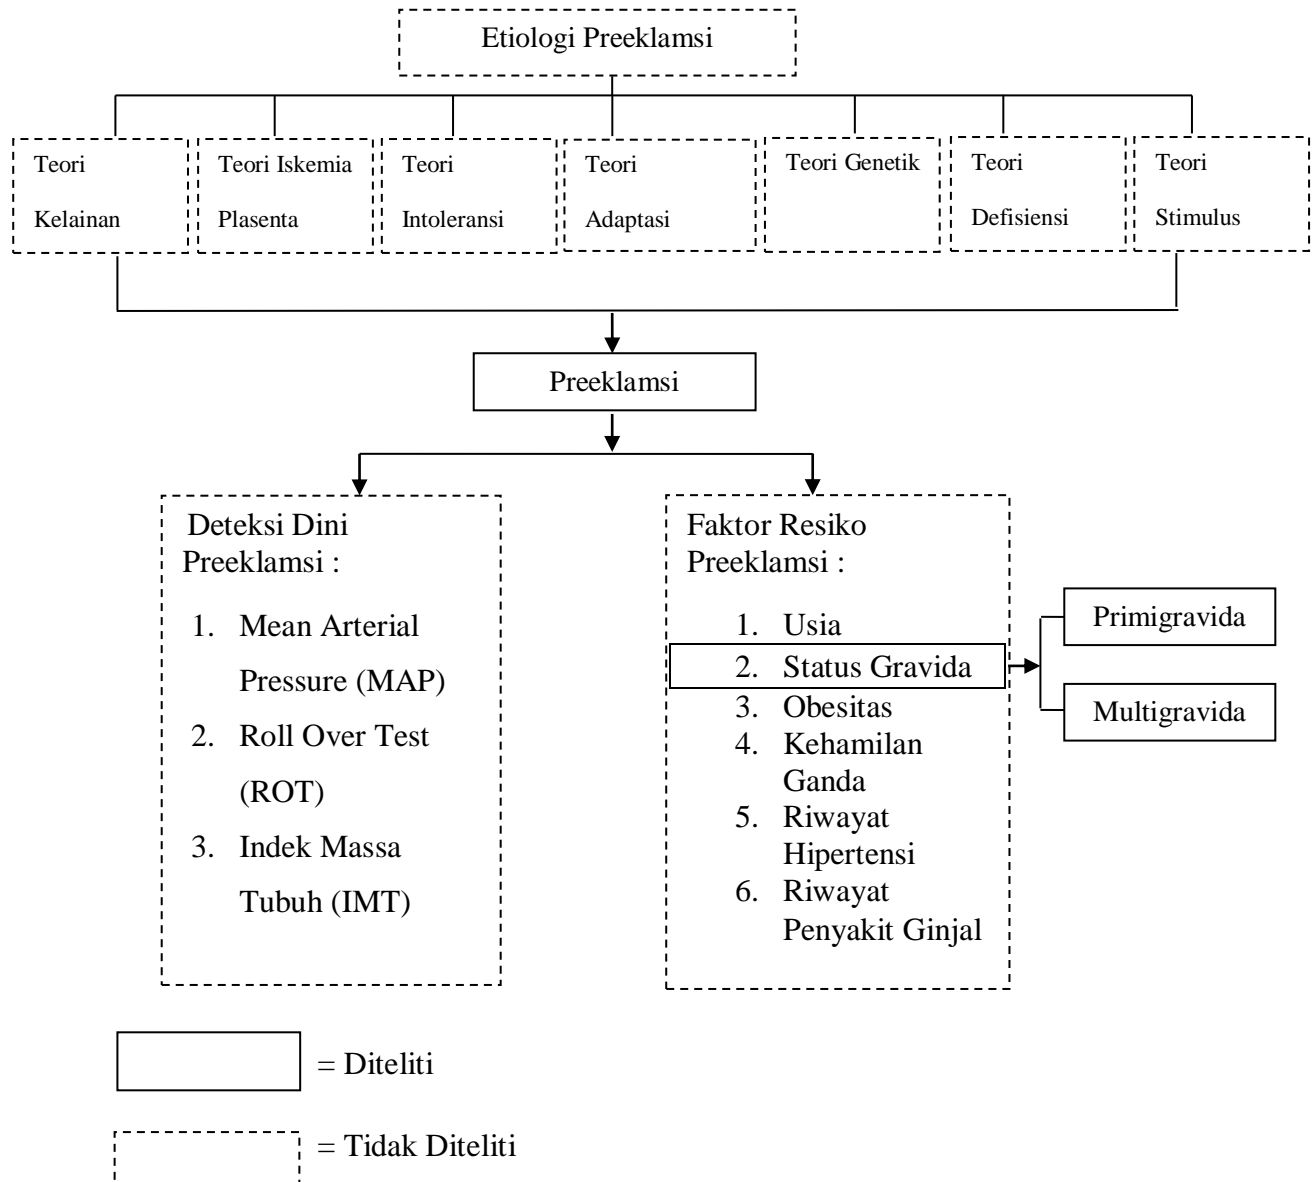 Etiologi Preeklamsi
Teori
Kelainan
Teori Iskemia
Plasenta
Teori
Intoleransi
Teori
Adaptasi
Teori Genetik
Teori
Defisiensi
Teori
Stimulus
Preeklamsi
Deteksi Dini
Preeklamsi :
1. Mean Arterial
Pressure (MAP)
2. Roll Over Test
(ROT)
3. Indek Massa
Tubuh (IMT)
Faktor Resiko
Preeklamsi :
1. Usia
2. Status Gravida
3. Obesitas
4. Kehamilan
Ganda
5. Riwayat
Hipertensi
6. Riwayat
Penyakit Ginjal
Primigravida
Multigravida
= Diteliti
= Tidak Diteliti